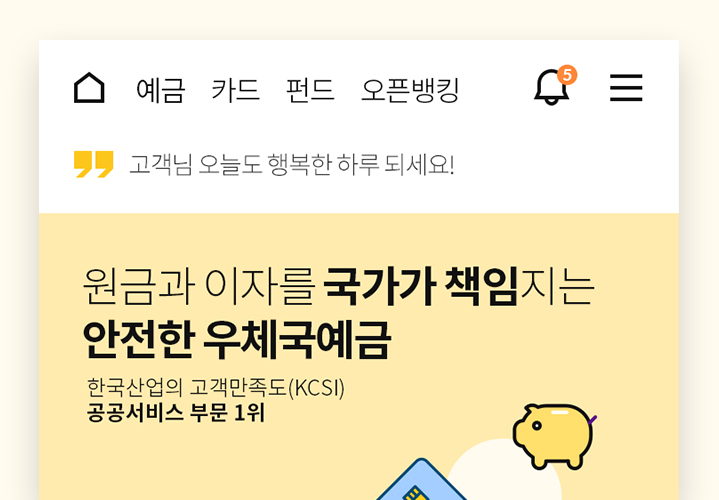 예금 카드 펀드 오픈뱅킹 5
고객님 오늘도 행복한 하루 되세요!
원금과 이자를 국가가 책임지는
안전한 우체국예금
한국산업의 고객만족도(KCSI)
공공서비스 부문 1위